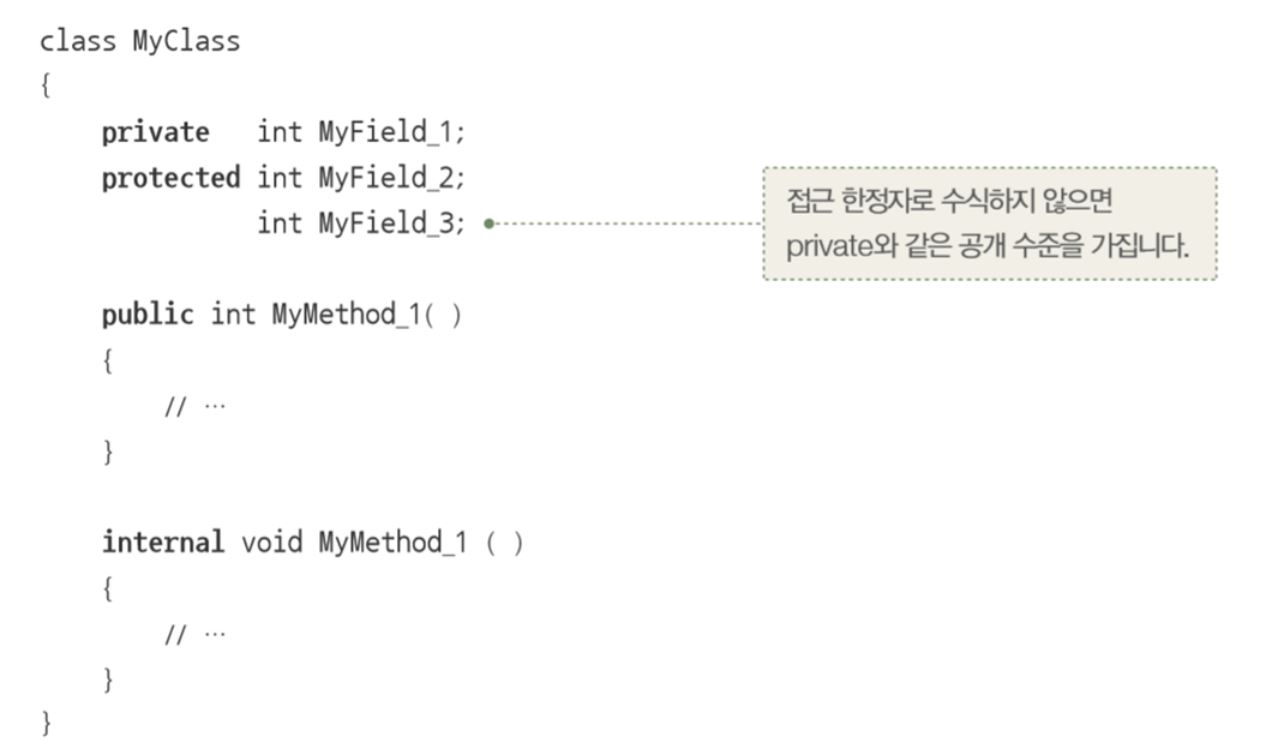 class MyClass
{
private int MyField_1;
protected int MyField_2;
int MyField_3;
접근 한정자로 수식하지 않으면
private와 같은 공개 수준을 가집니다.
public int MyMethod_1( )
{
// …
}
internal void MyMethod_1 ( )
{
// …
}
}